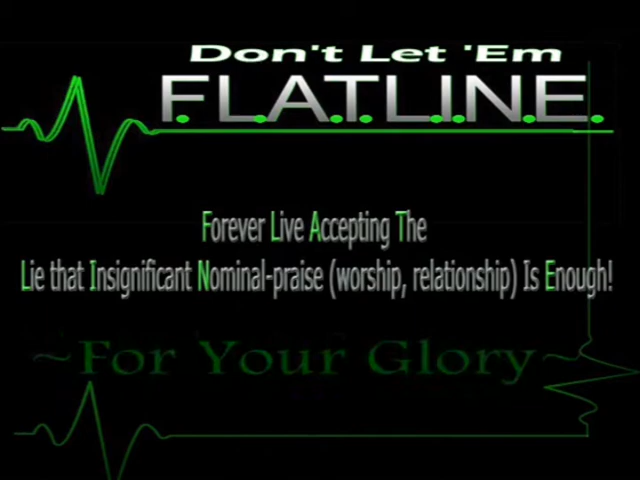 Don't Let 'Em
F.L.A.T.L.I.N.E.
Forever Live Accepting The
Lie that Insignificant Nominal-praise (worship, relationship) Is Enough!
~For Your Glory~